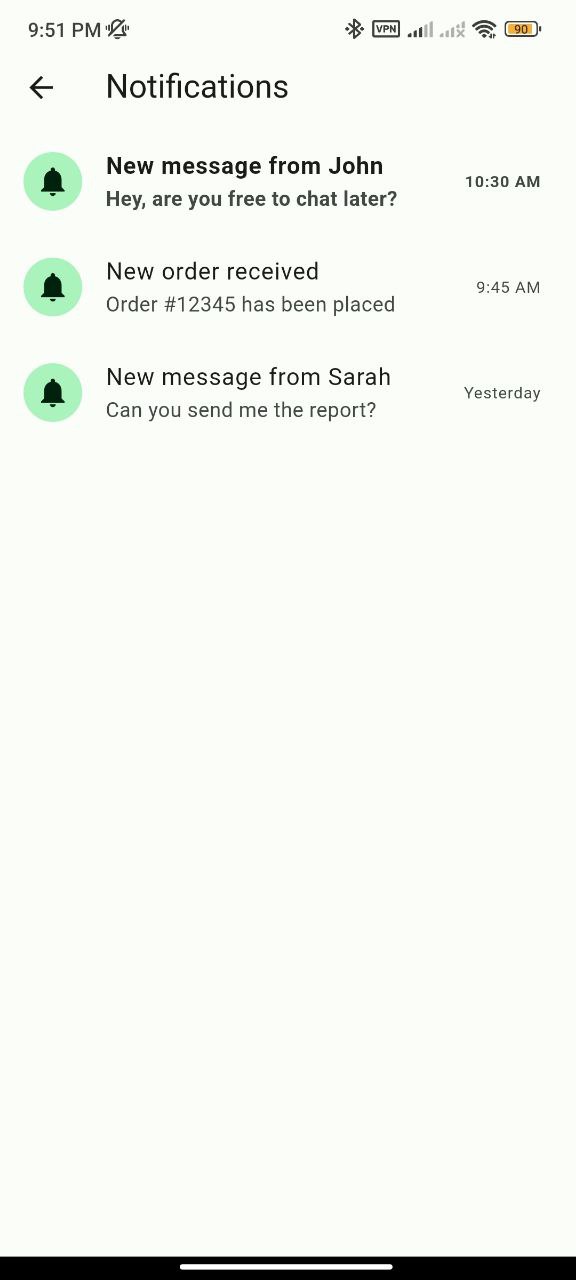 9:51 PM
VPN
90
Notifications
New message from John
Hey, are you free to chat later?
10:30 AM
New order received
Order #12345 has been placed
9:45 AM
New message from Sarah
Can you send me the report?
Yesterday